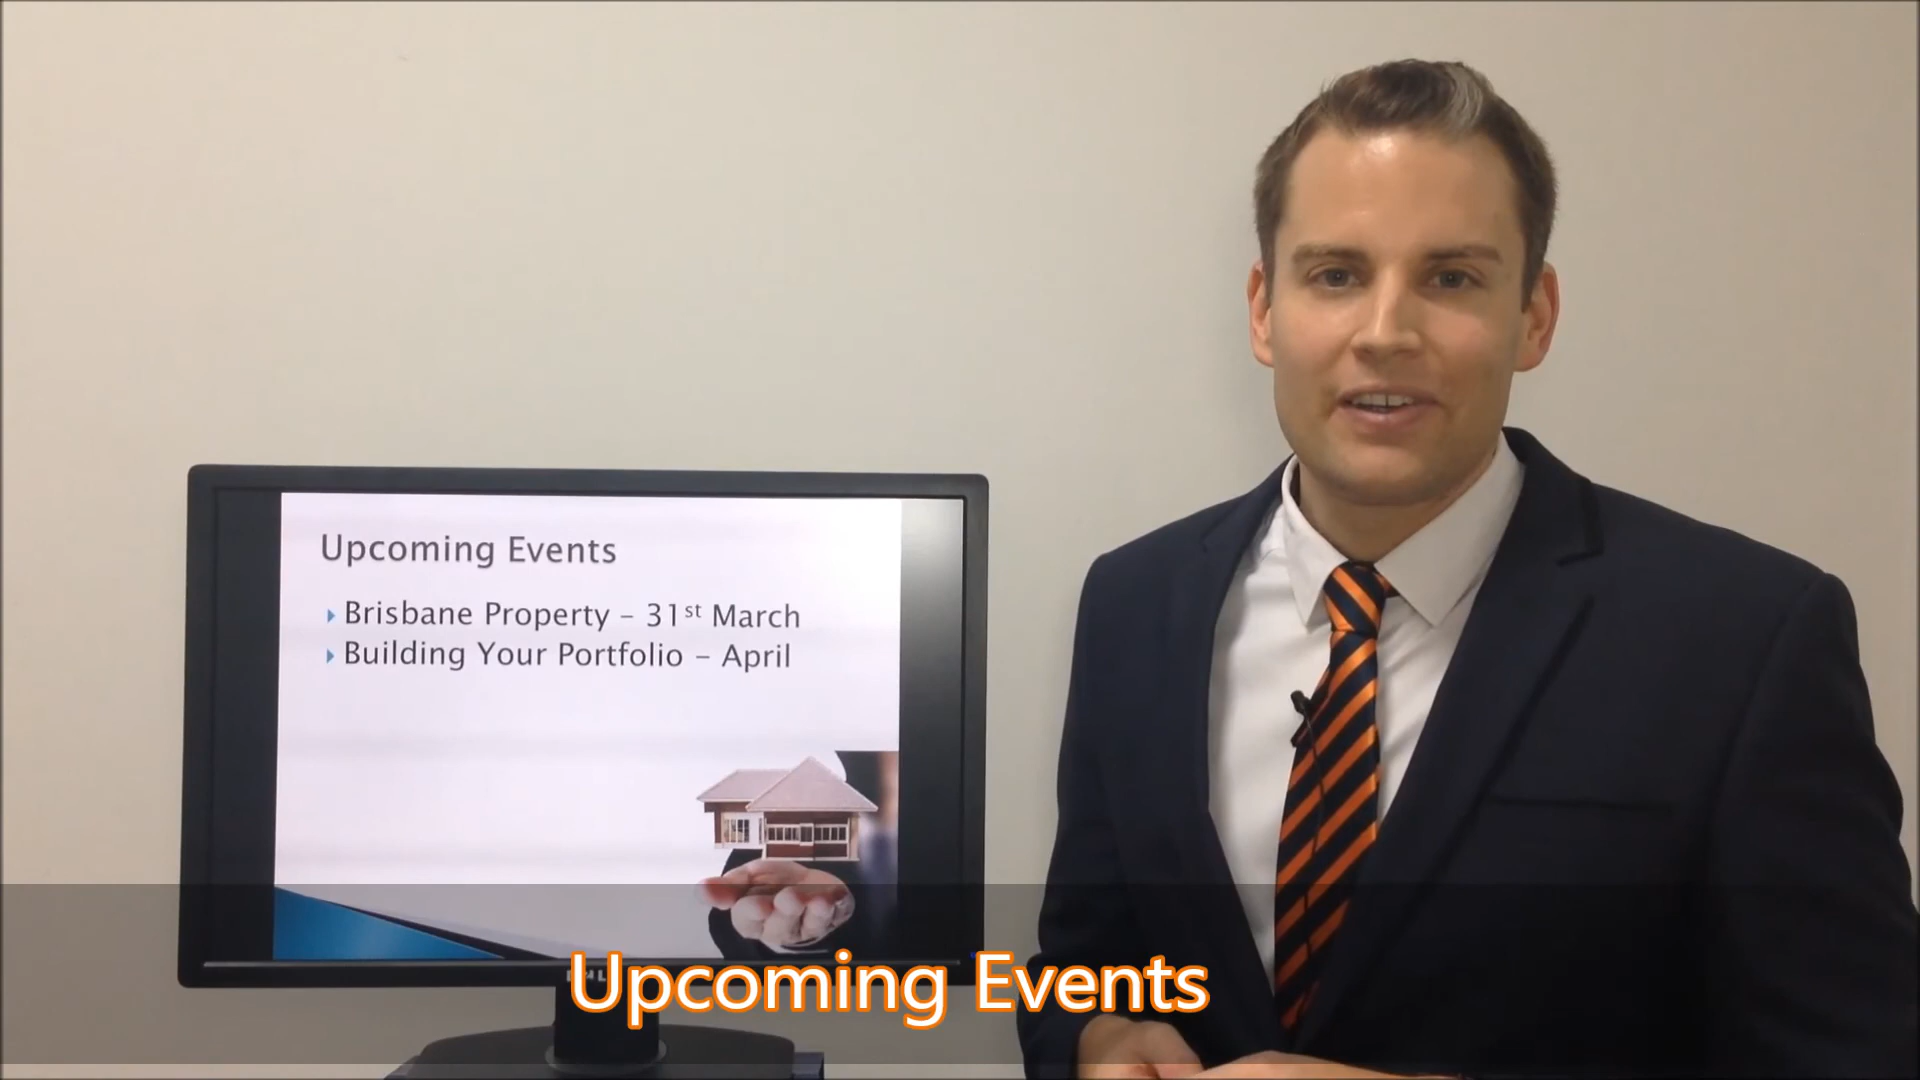 Upcoming Events
Brisbane Property – 31st March
Building Your Portfolio – April
Upcoming Events